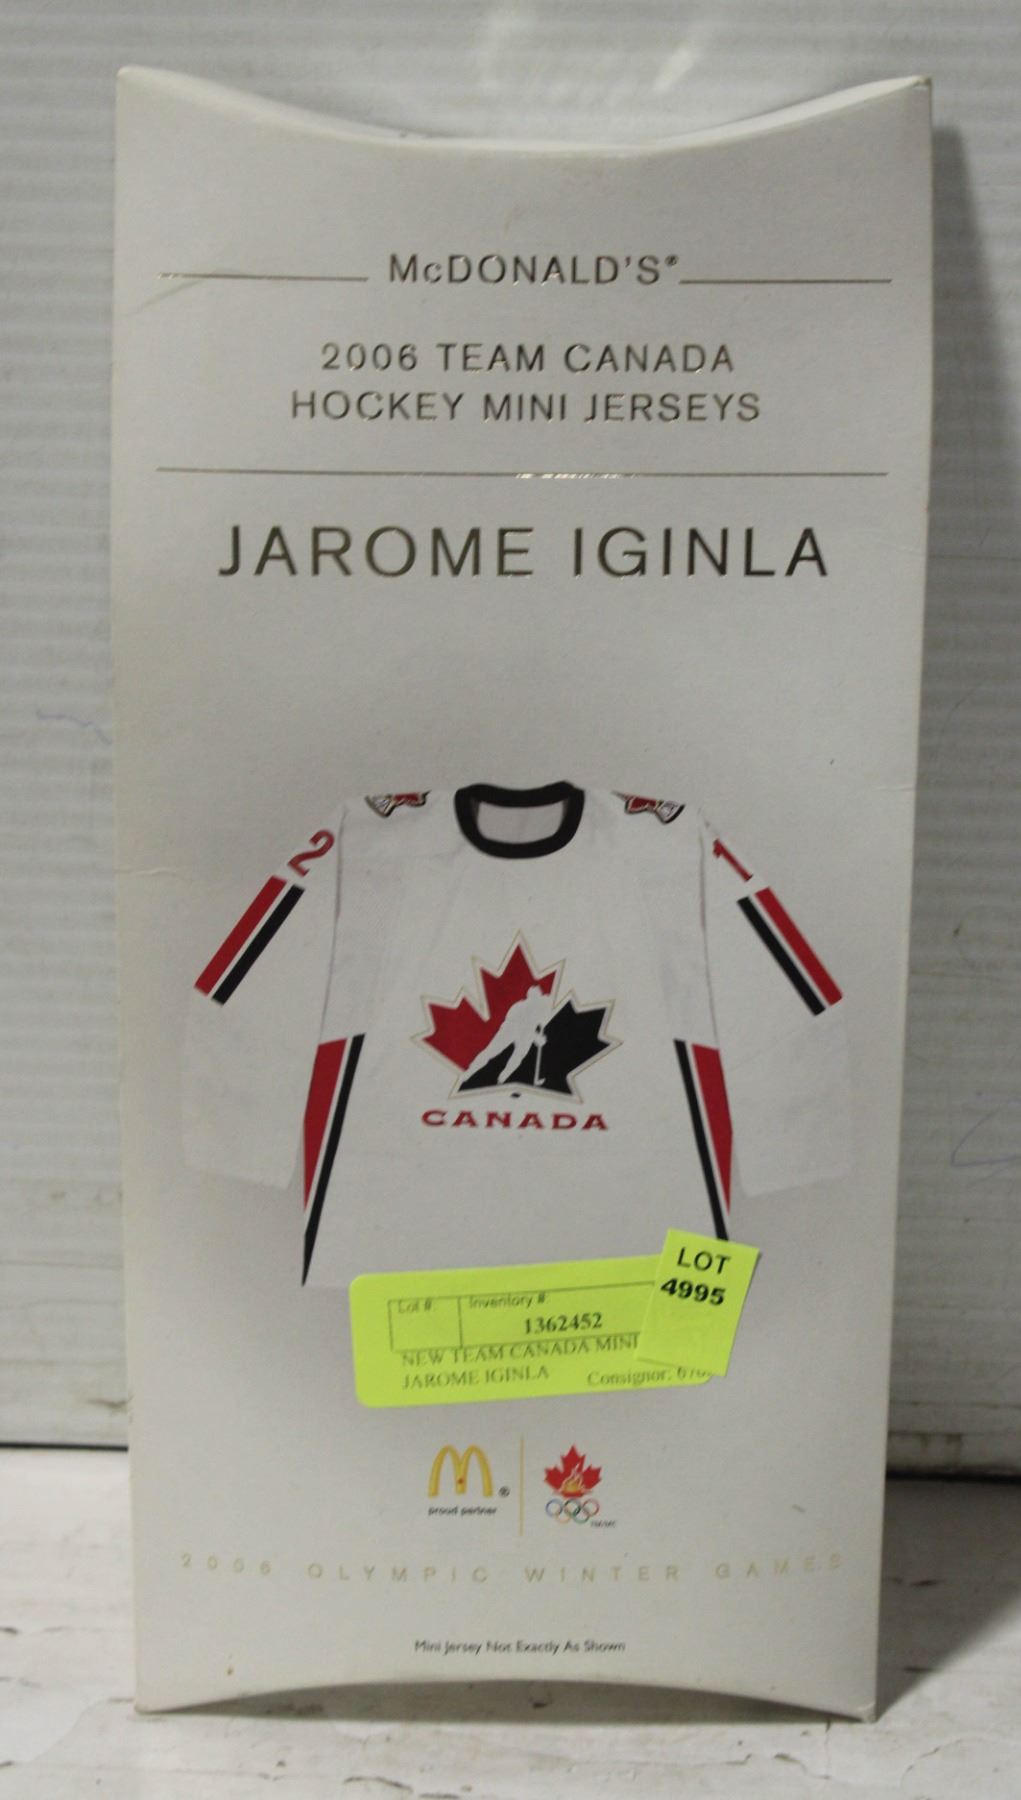 McDONALD'S®
2006 TEAM CANADA
HOCKEY MINI JERSEYS
JAROME IGINLA
2 1
CANADA
LOT
4995
Lot #: Inventory #:
1362452
NEW TEAM CANADA MINI
JAROME IGINLA Consignor:
proud partner
2006 OLYMPIC WINTER GAMES
Mini Jersey Not Exactly As Shown